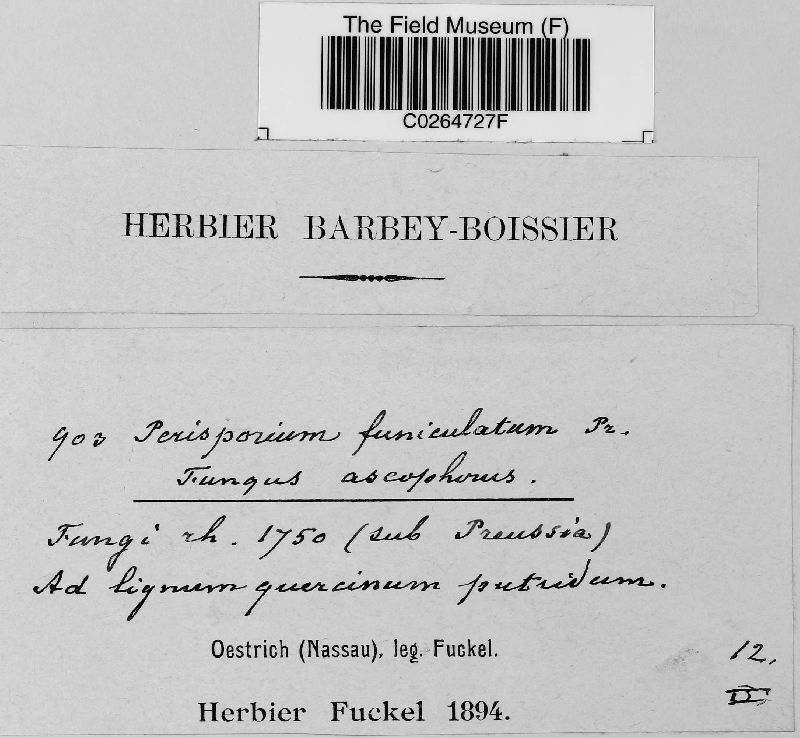 The Field Museum (F)
C0264727F
HERBIER BARBEY-BOISSIER
903 Perisporium funiculatum Pr.
Fungus ascophorus.
Fungi rh. 1750 (sub Preussia)
Ad lignum quercinum putridum.
Oestrich (Nassau), leg. Fuckel.
12.
Herbier Fuckel 1894.